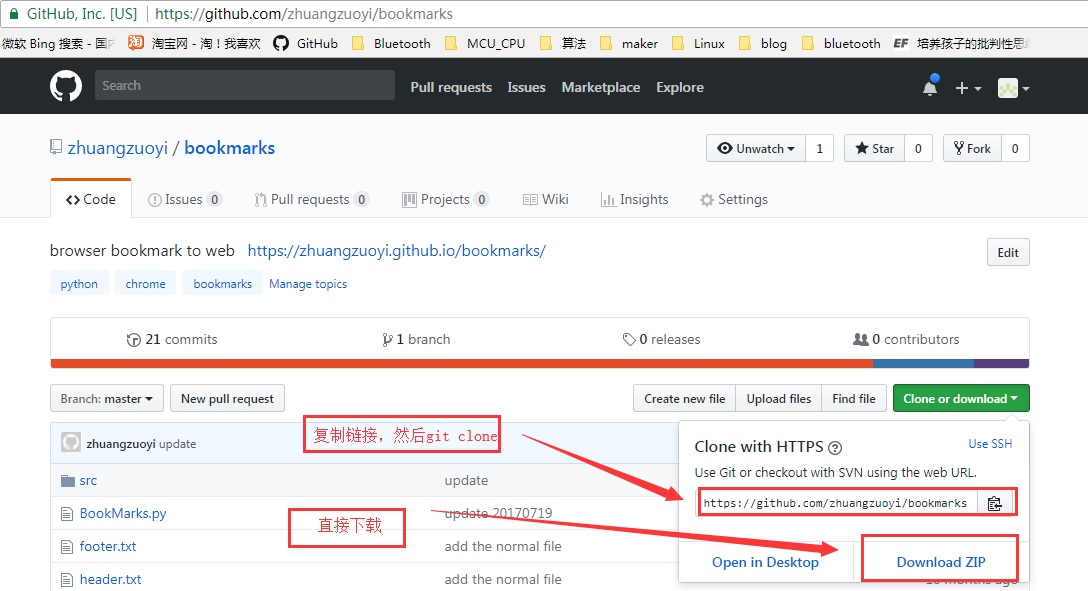 GitHub, Inc. [US] | https://github.com/zhuangzuoyi/bookmarks
微软 Bing 搜索 - 国内 淘宝网 - 淘！我喜欢 GitHub Bluetooth MCU_CPU 算法 maker Linux blog bluetooth EF 培养孩子的批判性思
Search Pull requests Issues Marketplace Explore
zhuangzuoyi / bookmarks Unwatch 1 Star 0 Fork 0
Code Issues 0 Pull requests 0 Projects 0 Wiki Insights Settings
browser bookmark to web https://zhuangzuoyi.github.io/bookmarks/ Edit
python chrome bookmarks Manage topics
21 commits 1 branch 0 releases 0 contributors
Branch: master New pull request Create new file Upload files Find file Clone or download
zhuangzuoyi update
复制链接，然后git clone
Clone with HTTPS ? Use SSH
Use Git or checkout with SVN using the web URL.
https://github.com/zhuangzuoyi/bookmarks
Open in Desktop Download ZIP
src update
BookMarks.py update 20170719
直接下载
footer.txt add the normal file
header.txt add the normal file 10 months ago